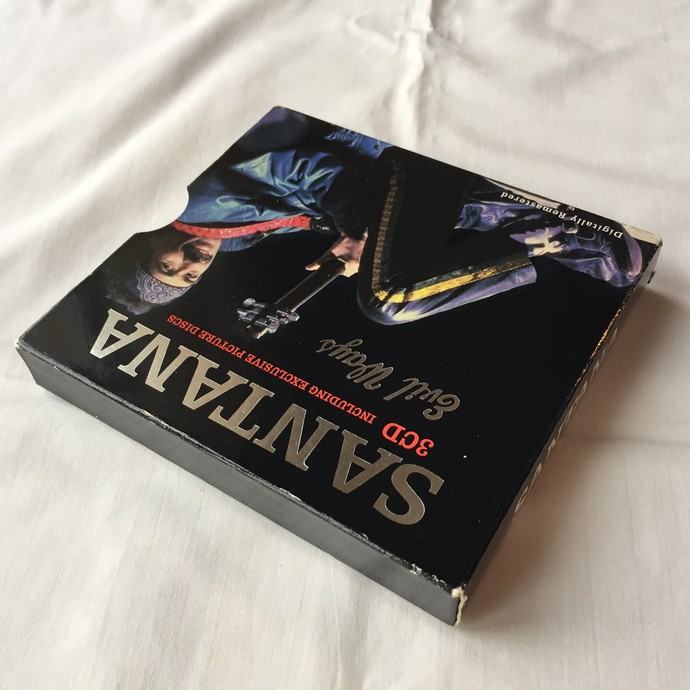 SANTANA
3CD INCLUDING EXCLUSIVE PICTURE DISCS
Evil Ways
Digitally Remastered